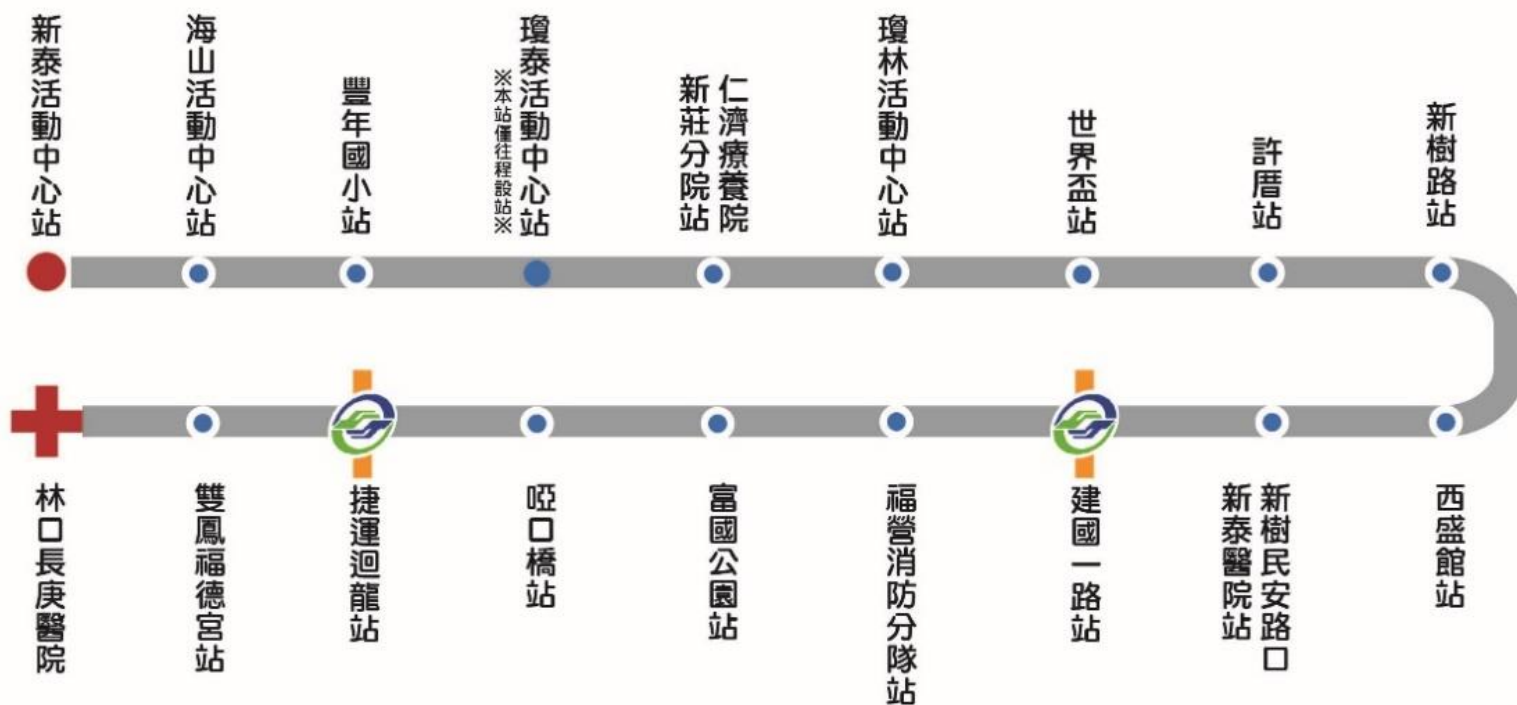 新泰活動中心站
海山活動中心站
豐年國小站
瓊泰活動中心站
※本站僅往程設站※
仁濟療養院
新莊分院站
瓊林活動中心站
世界盃站
許厝站
新樹路站
林口長庚醫院
雙鳳福德宮站
捷運迴龍站
啞口橋站
富國公園站
福營消防分隊站
建國一路站
新樹民安路口
新泰醫院站
西盛館站